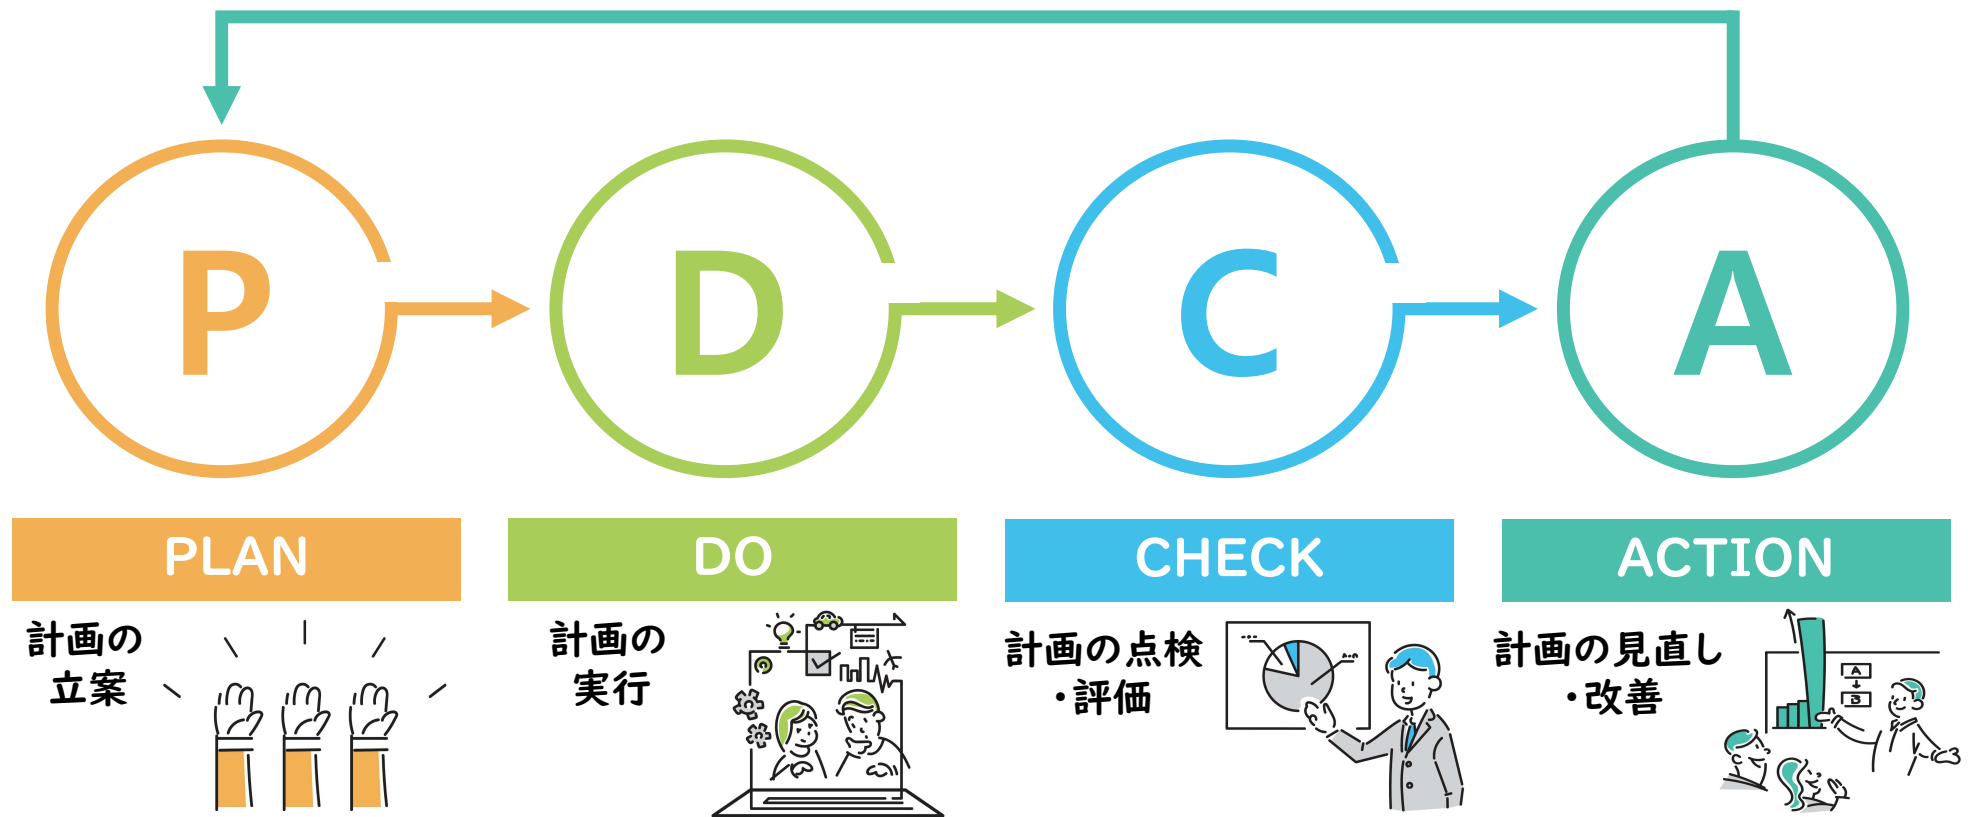 P
D
C
A
PLAN
DO
CHECK
ACTION
計画の
立案
計画の
実行
計画の点検
・評価
計画の見直し
・改善
A
B